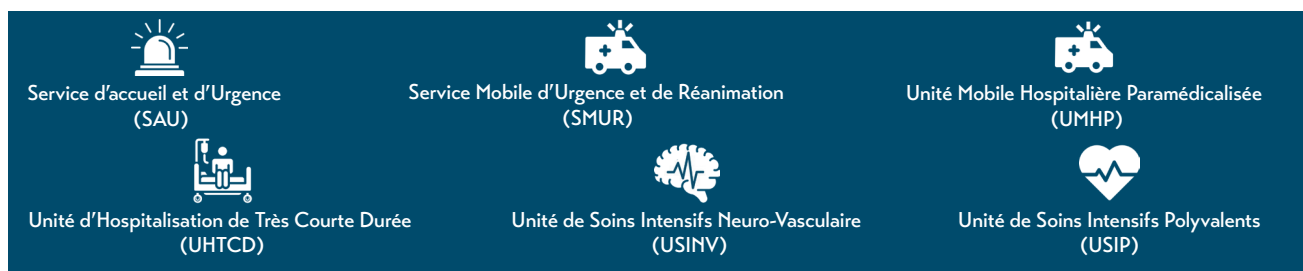 Service d'accueil et d'Urgence
(SAU)
Service Mobile d'Urgence et de Réanimation
(SMUR)
Unité Mobile Hospitalière Paramédicalisée
(UMHP)
Unité d'Hospitalisation de Très Courte Durée
(UHTCD)
Unité de Soins Intensifs Neuro-Vasculaire
(USINV)
Unité de Soins Intensifs Polyvalents
(USIP)